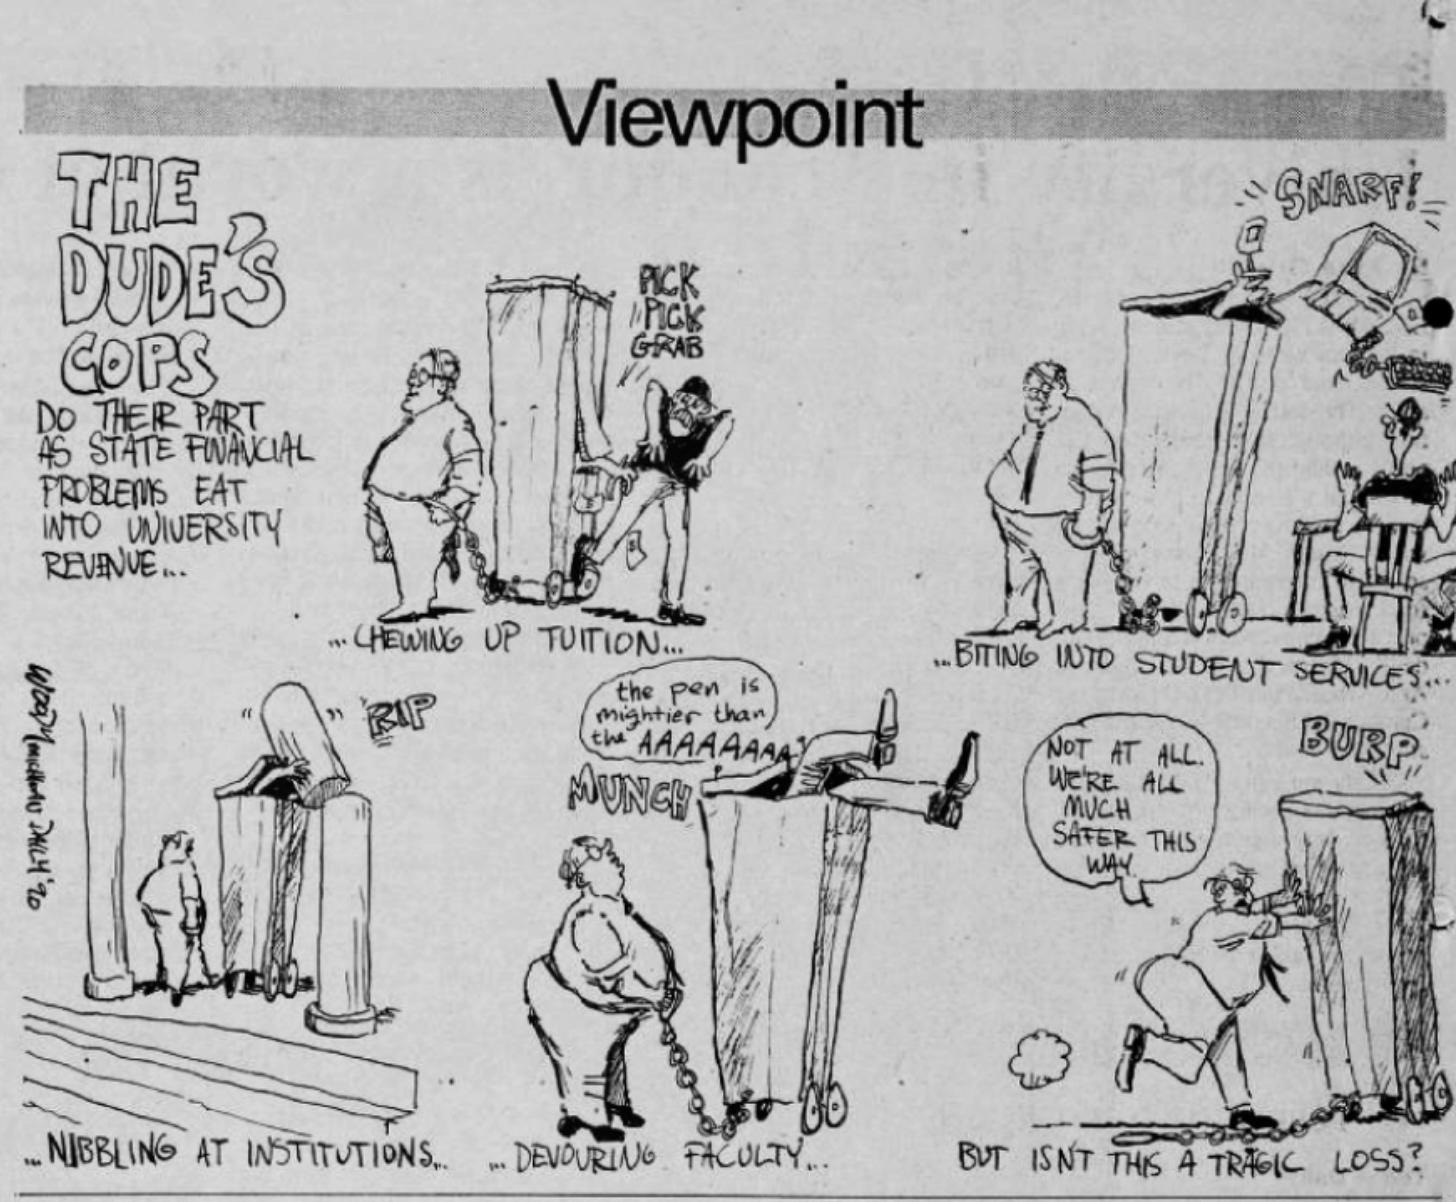 Viewpoint
THE
DUDE'S
COPS
DO THEIR PART
AS STATE FINANCIAL
PROBLEMS EAT
INTO UNIVERSITY
REVENUE...
PICK
PICK
GRAB
...CHEWING UP TUITION...
SNARF!
...BITING INTO STUDENT SERVICES...
RIP
...NIBBLING AT INSTITUTIONS...
the pen is
mightier than
the AAAAAAAA
MUNCH
...DEVOURING FACULTY...
NOT AT ALL.
WE'RE ALL
MUCH
SAFER THIS
WAY.
BURP
BUT ISN'T THIS A TRAGIC LOSS?
DAILY '90